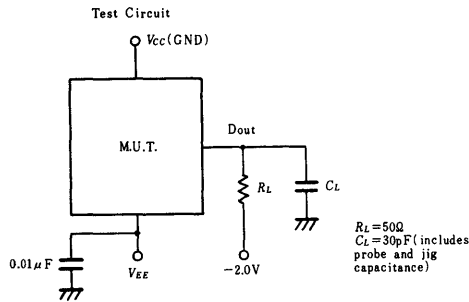 Test Circuit
Vcc(GND)
M.U.T.
Dout
RL
CL
RL=50Ω
CL=30pF(includes
probe and jig
capacitance)
0.01μF
VEE
−2.0V